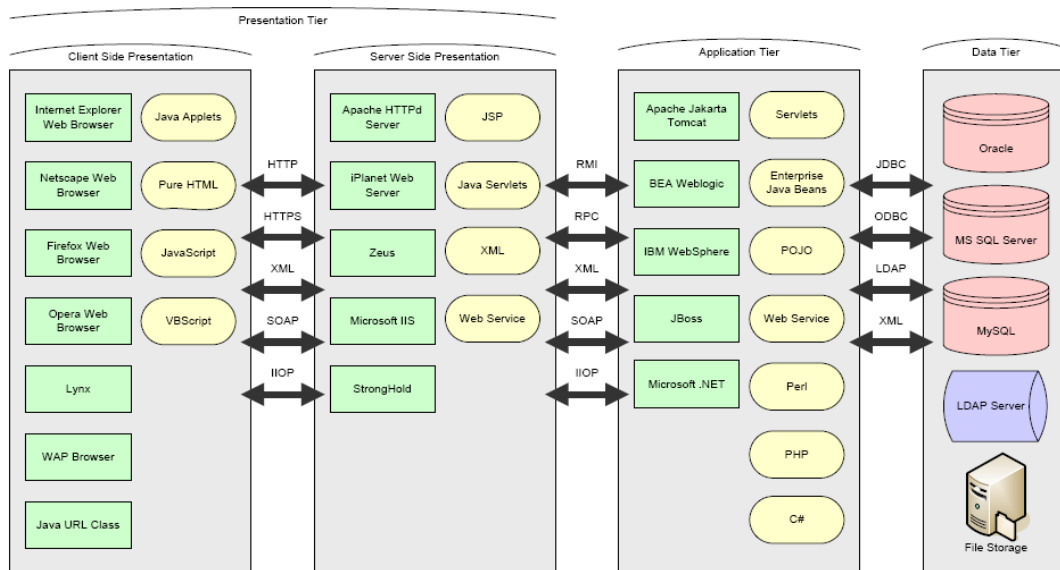 Presentation Tier
Client Side Presentation
Server Side Presentation
Application Tier
Data Tier
Internet Explorer
Web Browser
Java Applets
Netscape Web
Browser
Pure HTML
Firefox Web
Browser
JavaScript
Opera Web
Browser
VBScript
Lynx
WAP Browser
Java URL Class
HTTP
HTTPS
XML
SOAP
IIOP
Apache HTTPd
Server
JSP
iPlanet Web
Server
Java Servlets
Zeus
XML
Microsoft IIS
Web Service
StrongHold
RMI
RPC
XML
SOAP
IIOP
Apache Jakarta
Tomcat
Servlets
BEA Weblogic
Enterprise
Java Beans
IBM WebSphere
POJO
JBoss
Web Service
Microsoft .NET
Perl
PHP
C#
JDBC
ODBC
LDAP
XML
Oracle
MS SQL Server
MySQL
LDAP Server
File Storage